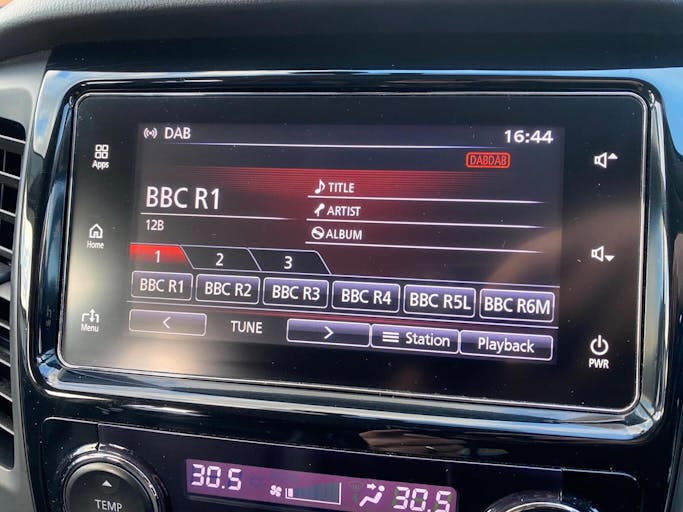 DAB 16:44
DABDAB
Apps
BBC R1
TITLE
12B
ARTIST
ALBUM
Home
1 2 3
BBC R1 BBC R2 BBC R3 BBC R4 BBC R5L BBC R6M
Menu
< TUNE > Station Playback
PWR
30.5 30.5
TEMP